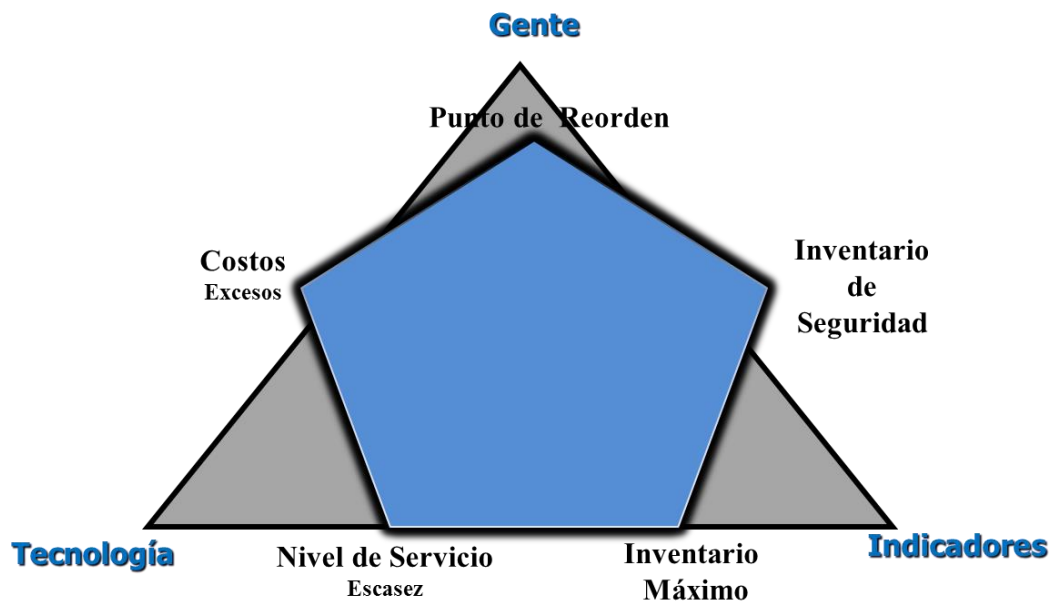 Gente
Punto de Reorden
Costos
Excesos
Inventario
de
Seguridad
Tecnología
Nivel de Servicio
Escasez
Inventario
Máximo
Indicadores